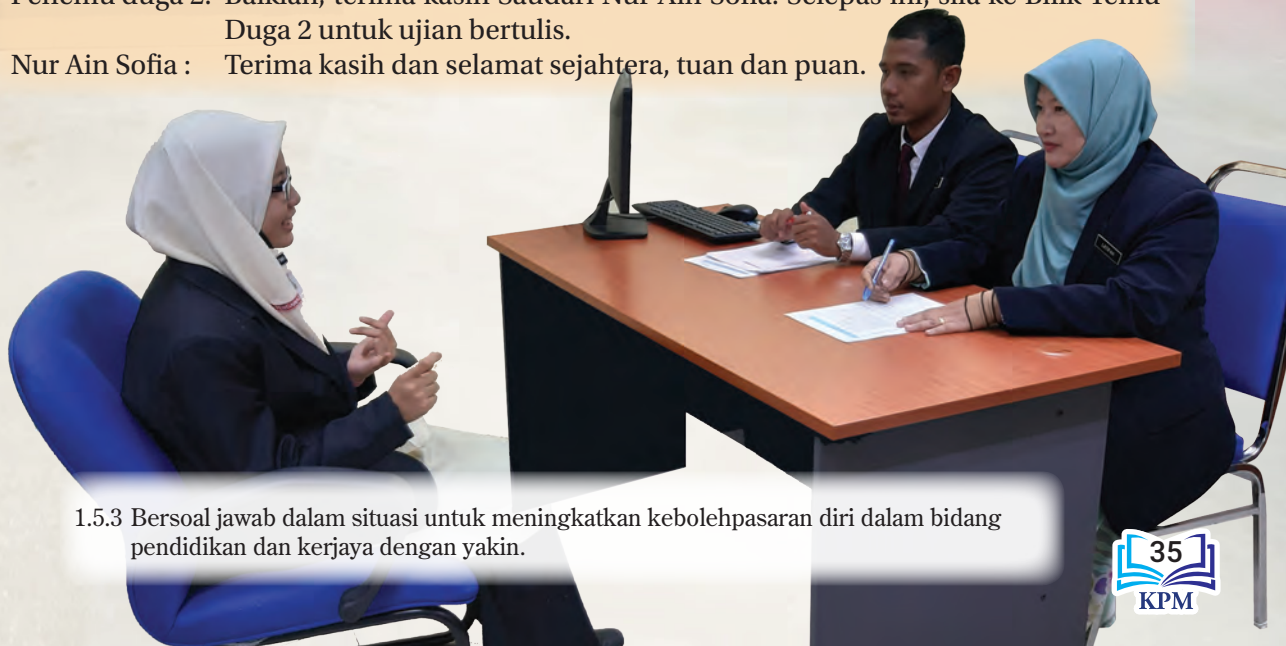 Duga 2 untuk ujian bertulis.
Nur Ain Sofia : Terima kasih dan selamat sejahtera, tuan dan puan.
1.5.3 Bersoal jawab dalam situasi untuk meningkatkan kebolehpasaran diri dalam bidang
pendidikan dan kerjaya dengan yakin.
35
KPM